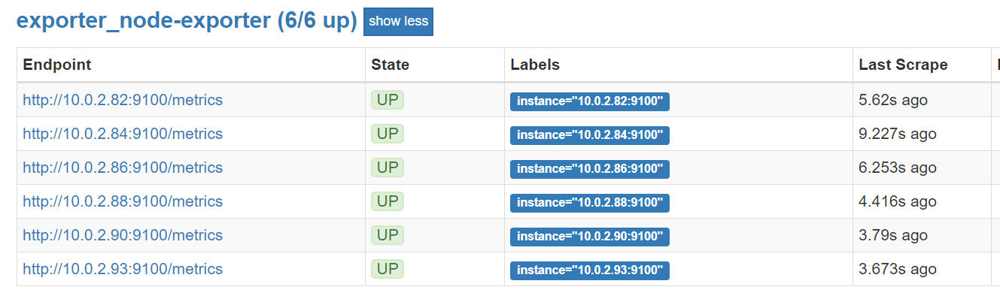 exporter_node-exporter (6/6 up) show less
Endpoint State Labels Last Scrape
http://10.0.2.82:9100/metrics UP instance="10.0.2.82:9100" 5.62s ago
http://10.0.2.84:9100/metrics UP instance="10.0.2.84:9100" 9.227s ago
http://10.0.2.86:9100/metrics UP instance="10.0.2.86:9100" 6.253s ago
http://10.0.2.88:9100/metrics UP instance="10.0.2.88:9100" 4.416s ago
http://10.0.2.90:9100/metrics UP instance="10.0.2.90:9100" 3.79s ago
http://10.0.2.93:9100/metrics UP instance="10.0.2.93:9100" 3.673s ago